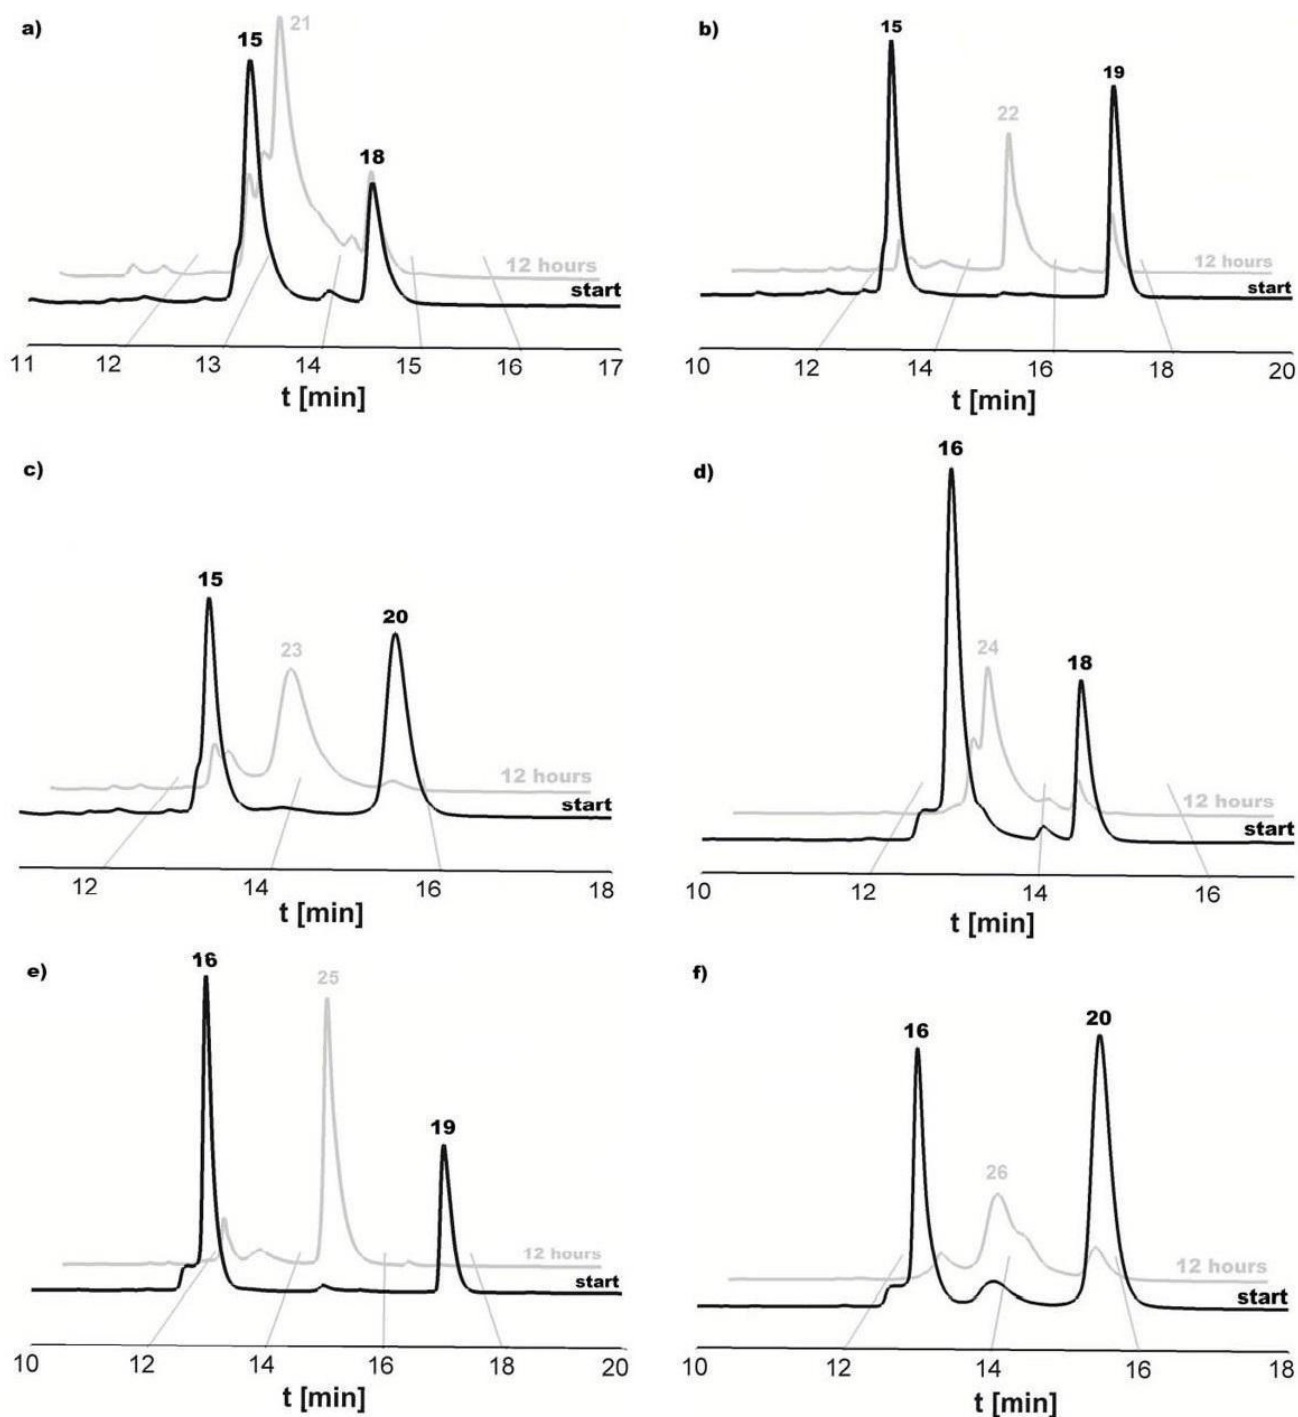 a)
21
15
18
12 hours
start
11 12 13 14 15 16 17
t [min]
b)
15
19
22
12 hours
start
10 12 14 16 18 20
t [min]
c)
15
20
23
12 hours
start
12 14 16 18
t [min]
d)
16
24
18
12 hours
start
10 12 14 16
t [min]
e)
16
25
19
12 hours
start
10 12 14 16 18 20
t [min]
f)
20
16
26
12 hours
start
10 12 14 16 18
t [min]